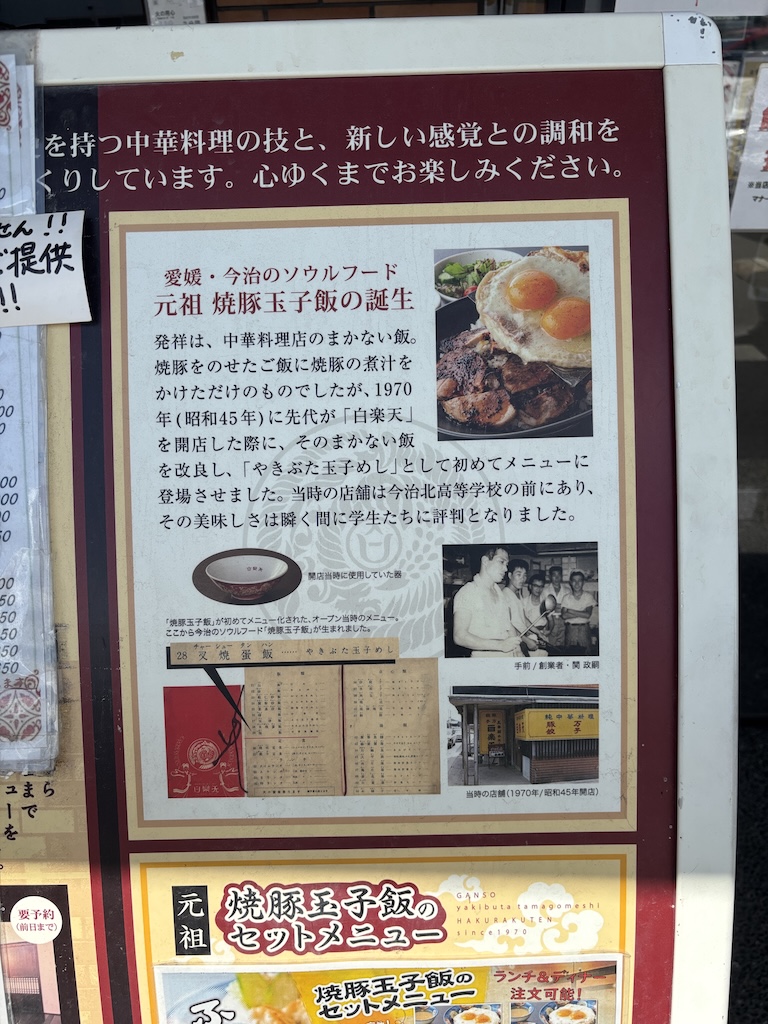 を持つ中華料理の技と、新しい感覚との調和を
くりしています。心ゆくまでお楽しみください。
せん!!
ご提供
!!
愛媛・今治のソウルフード
元祖 焼豚玉子飯の誕生
発祥は、中華料理店のまかない飯。
焼豚をのせたご飯に焼豚の煮汁を
かけただけのものでしたが、1970
年(昭和45年)に先代が「白楽天」
を開店した際に、そのまかない飯
を改良し、「やきぶた玉子めし」として初めてメニューに
登場させました。当時の店舗は今治北高等学校の前にあり、
その美味しさは瞬く間に学生たちに評判となりました。
開店当時に使用していた器
「焼豚玉子飯」が初めてメニュー化された、オープン当時のメニュー。
ここから今治のソウルフード「焼豚玉子飯」が生まれました。
チャー シュー タン ハン
28 叉焼蛋飯……やきぶた玉子めし
手前/創業者・関 政嗣
当時の店舗(1970年/昭和45年開店)
元祖
焼豚玉子飯の
セットメニュー
GANSO
yakibuta tamagomeshi
HAKURAKUTEN
since1970
要予約
(前日まで)
焼豚玉子飯の
セットメニュー
ランチ&ディナー
注文可能!